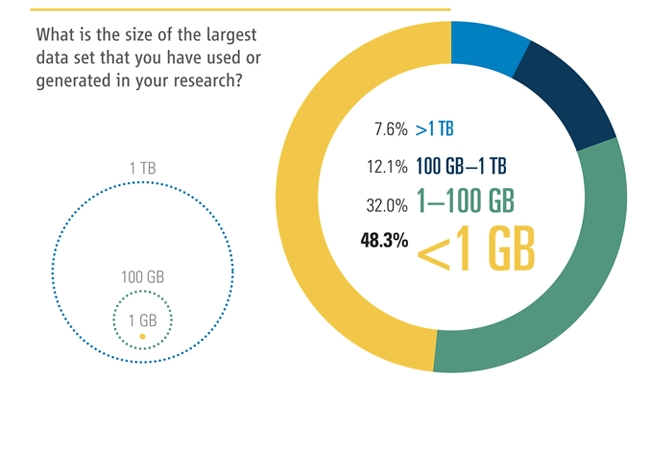 What is the size of the largest
data set that you have used or
generated in your research?
1 TB
100 GB
1 GB
7.6% >1 TB
12.1% 100 GB–1 TB
32.0% 1–100 GB
48.3% <1 GB